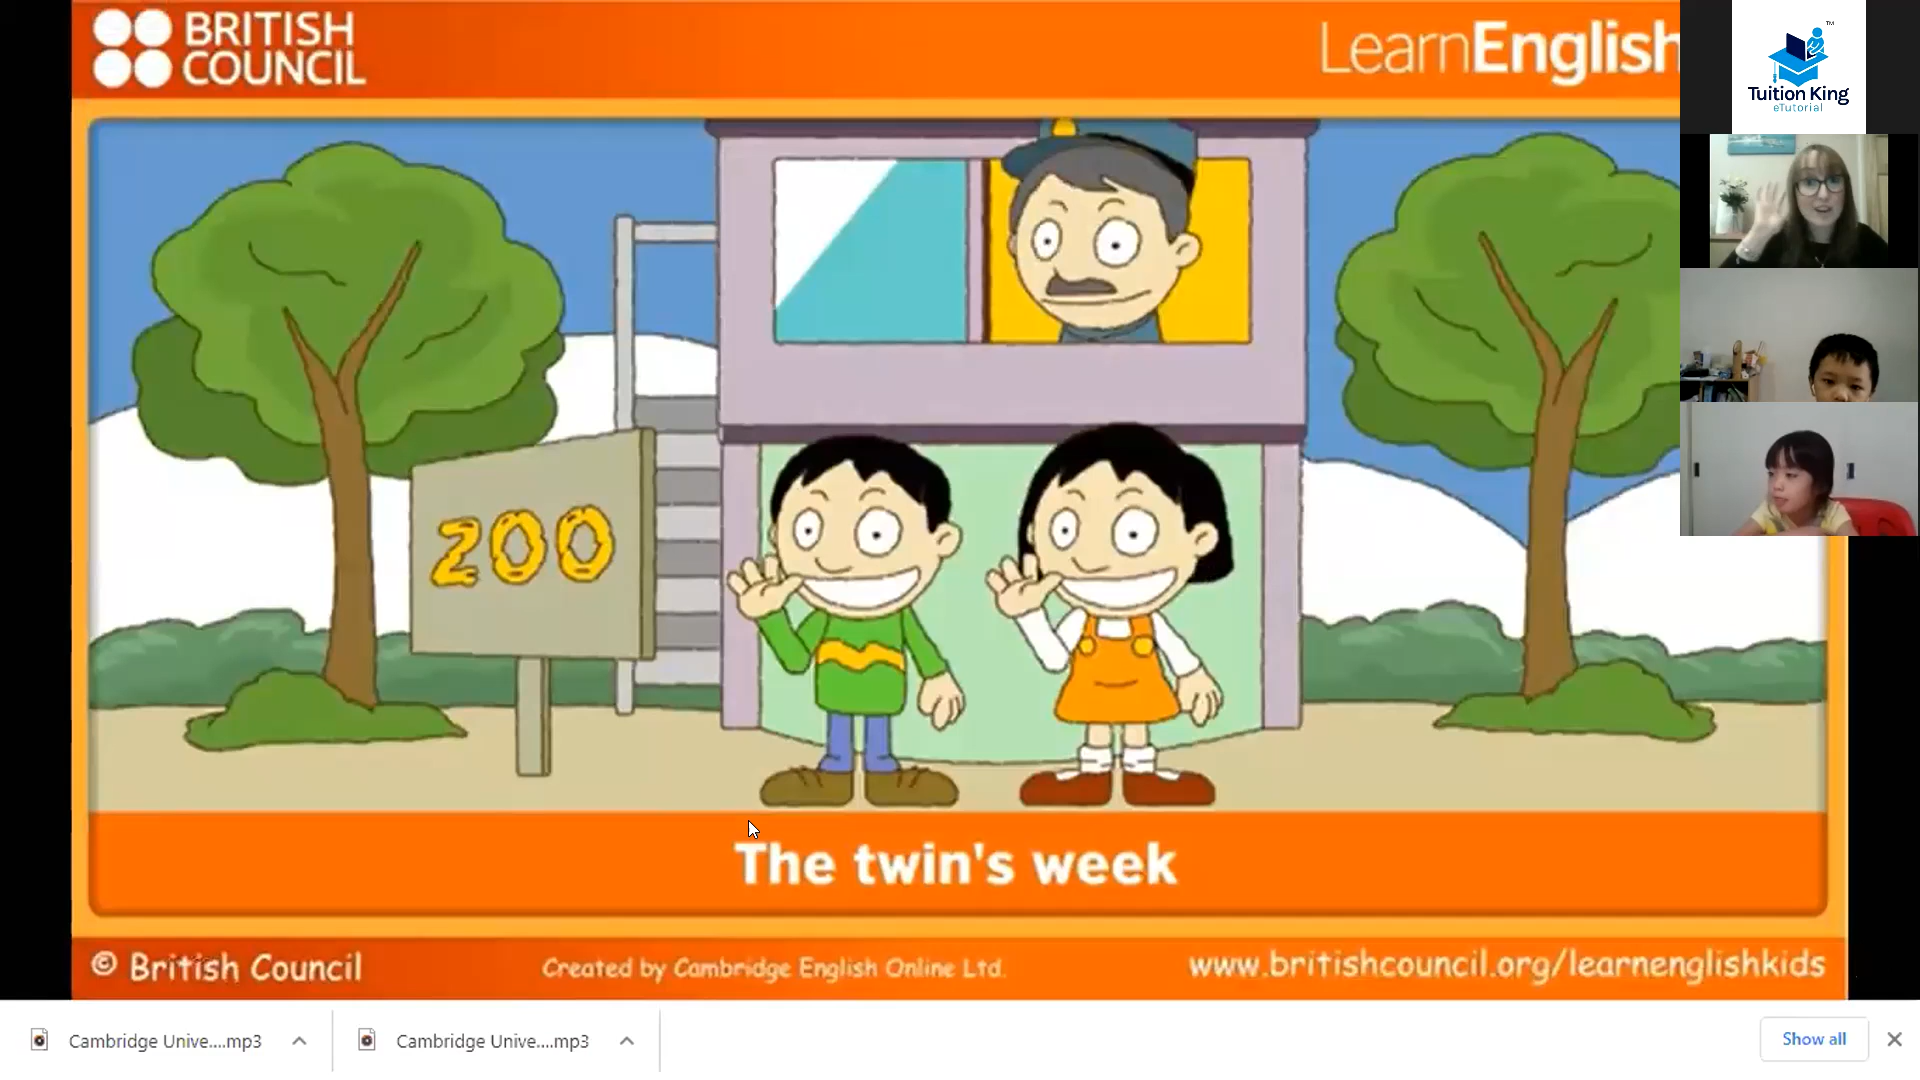 BRITISH
COUNCIL
LearnEnglish
TM
Tuition King
eTutorial
ZOO
The twin's week
© British Council
Created by Cambridge English Online Ltd.
www.britishcouncil.org/learnenglishkids
Cambridge Unive....mp3
Cambridge Unive....mp3
Show all